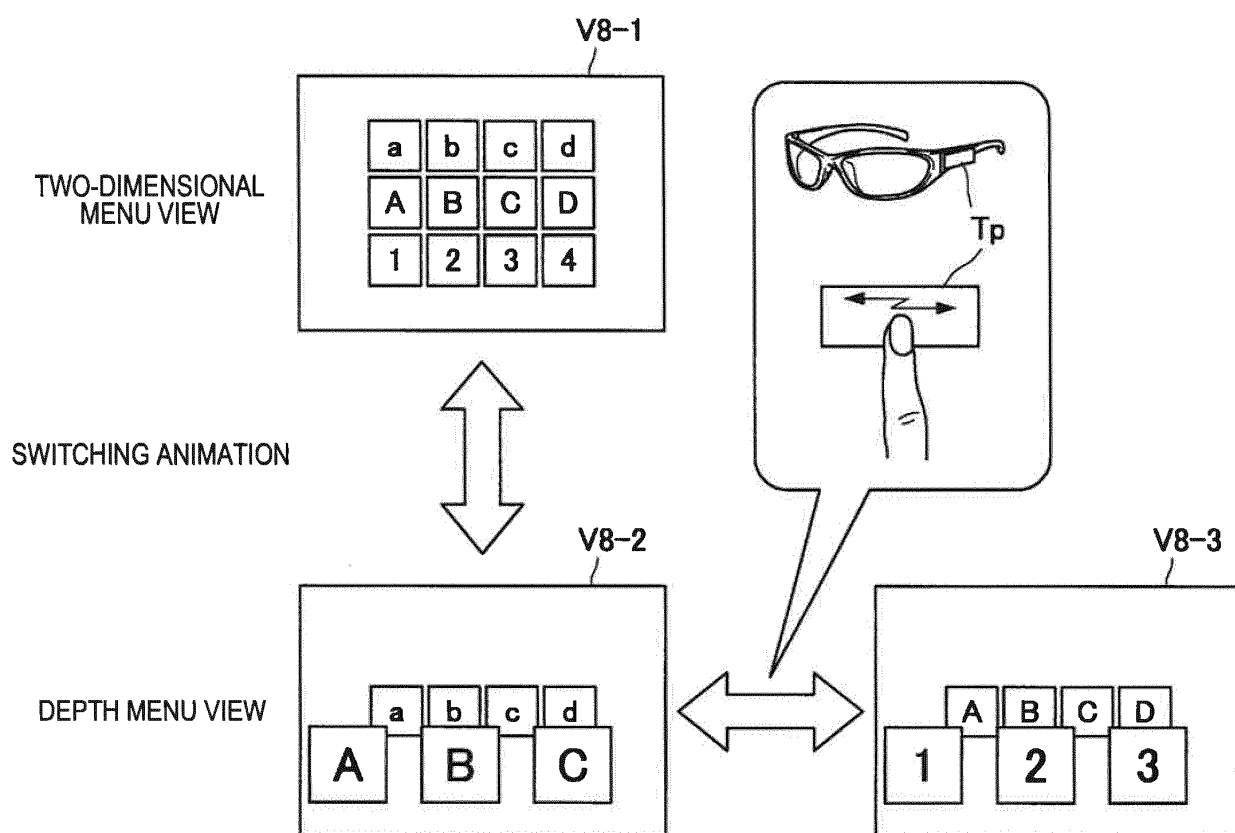 V8-1
a b c d
TWO-DIMENSIONAL
MENU VIEW
A B C D
1 2 3 4
Tp
SWITCHING ANIMATION
V8-2
V8-3
DEPTH MENU VIEW
a b c d
A B C
A B C D
1 2 3